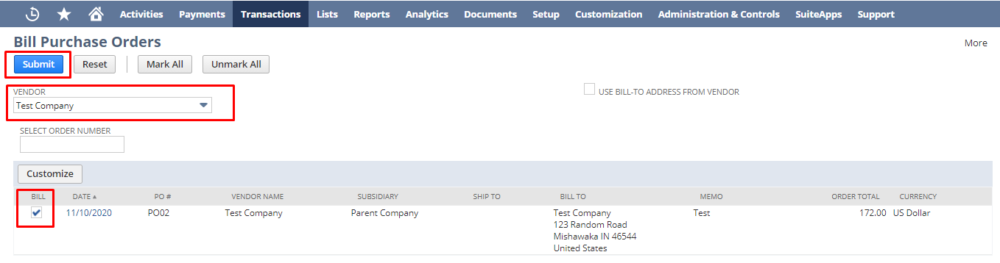 Activities Payments Transactions Lists Reports Analytics Documents Setup Customization Administration & Controls SuiteApps Support
Bill Purchase Orders
More
Submit Reset Mark All Unmark All
VENDOR
Test Company
USE BILL-TO ADDRESS FROM VENDOR
SELECT ORDER NUMBER
Customize
BILL DATE PO # VENDOR NAME SUBSIDIARY SHIP TO BILL TO MEMO ORDER TOTAL CURRENCY
11/10/2020 PO02 Test Company Parent Company Test Company Test 172.00 US Dollar
123 Random Road
Mishawaka IN 46544
United States